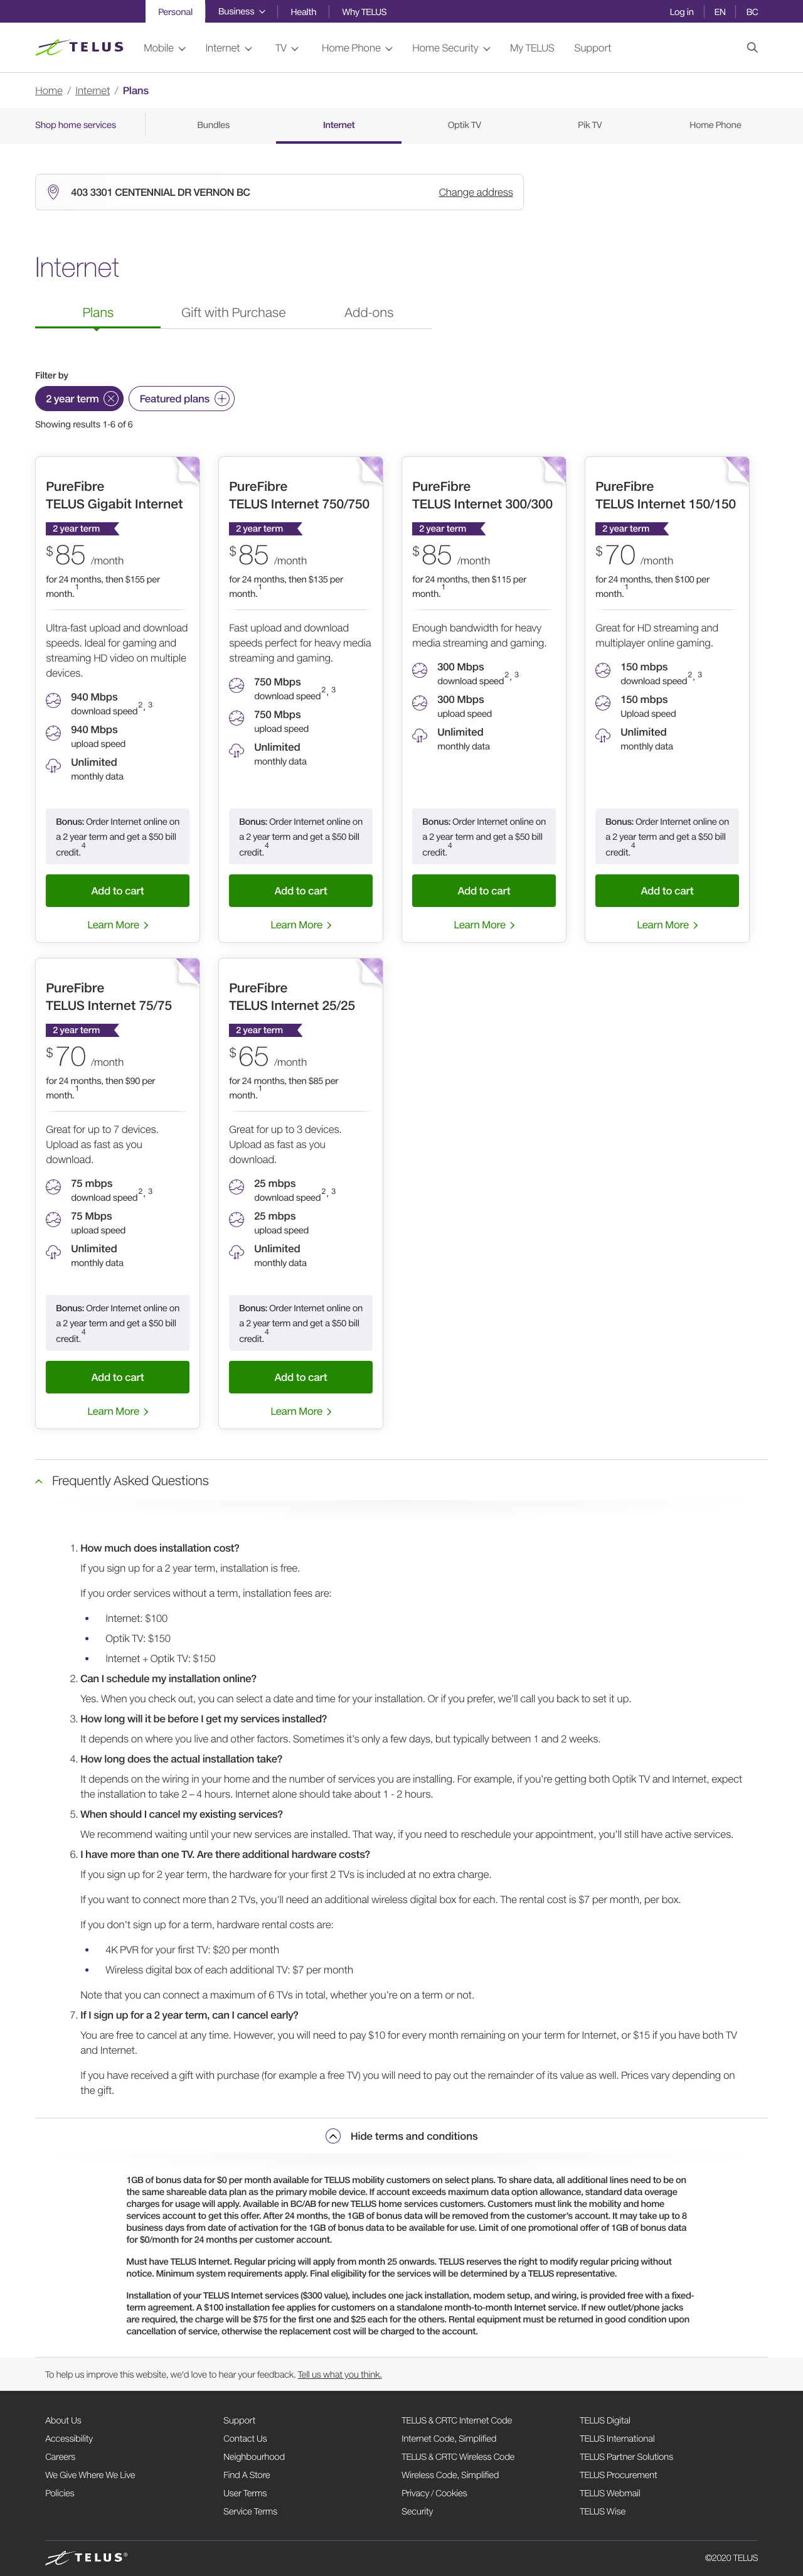 Personal Business Health Why TELUS Log in EN BC
TELUS Mobile Internet TV Home Phone Home Security My TELUS Support
Home / Internet / Plans
Shop home services Bundles Internet Optik TV Pik TV Home Phone
403 3301 CENTENNIAL DR VERNON BC Change address
Internet
Plans Gift with Purchase Add-ons
Filter by
2 year term Featured plans
Showing results 1-6 of 6
PureFibre
TELUS Gigabit Internet
2 year term
$85 /month
for 24 months, then $155 per
month.1
Ultra-fast upload and download
speeds. Ideal for gaming and
streaming HD video on multiple
devices.
940 Mbps
download speed2, 3
940 Mbps
upload speed
Unlimited
monthly data
Bonus: Order Internet online on
a 2 year term and get a $50 bill
credit.4
Add to cart
Learn More
PureFibre
TELUS Internet 750/750
2 year term
$85 /month
for 24 months, then $135 per
month.1
Fast upload and download
speeds perfect for heavy media
streaming and gaming.
750 Mbps
download speed2, 3
750 Mbps
upload speed
Unlimited
monthly data
Bonus: Order Internet online on
a 2 year term and get a $50 bill
credit.4
Add to cart
Learn More
PureFibre
TELUS Internet 300/300
2 year term
$85 /month
for 24 months, then $115 per
month.1
Enough bandwidth for heavy
media streaming and gaming.
300 Mbps
download speed2, 3
300 Mbps
upload speed
Unlimited
monthly data
Bonus: Order Internet online on
a 2 year term and get a $50 bill
credit.4
Add to cart
Learn More
PureFibre
TELUS Internet 150/150
2 year term
$70 /month
for 24 months, then $100 per
month.1
Great for HD streaming and
multiplayer online gaming.
150 mbps
download speed2, 3
150 mbps
Upload speed
Unlimited
monthly data
Bonus: Order Internet online on
a 2 year term and get a $50 bill
credit.4
Add to cart
Learn More
PureFibre
TELUS Internet 75/75
2 year term
$70 /month
for 24 months, then $90 per
month.1
Great for up to 7 devices.
Upload as fast as you
download.
75 mbps
download speed2, 3
75 Mbps
upload speed
Unlimited
monthly data
Bonus: Order Internet online on
a 2 year term and get a $50 bill
credit.4
Add to cart
Learn More
PureFibre
TELUS Internet 25/25
2 year term
$65 /month
for 24 months, then $85 per
month.1
Great for up to 3 devices.
Upload as fast as you
download.
25 mbps
download speed2, 3
25 mbps
upload speed
Unlimited
monthly data
Bonus: Order Internet online on
a 2 year term and get a $50 bill
credit.4
Add to cart
Learn More
Frequently Asked Questions
1. How much does installation cost?
If you sign up for a 2 year term, installation is free.
If you order services without a term, installation fees are:
• Internet: $100
• Optik TV: $150
• Internet + Optik TV: $150
2. Can I schedule my installation online?
Yes. When you check out, you can select a date and time for your installation. Or if you prefer, we'll call you back to set it up.
3. How long will it be before I get my services installed?
It depends on where you live and other factors. Sometimes it's only a few days, but typically between 1 and 2 weeks.
4. How long does the actual installation take?
It depends on the wiring in your home and the number of services you are installing. For example, if you're getting both Optik TV and Internet, expect
the installation to take 2 – 4 hours. Internet alone should take about 1 - 2 hours.
5. When should I cancel my existing services?
We recommend waiting until your new services are installed. That way, if you need to reschedule your appointment, you'll still have active services.
6. I have more than one TV. Are there additional hardware costs?
If you sign up for 2 year term, the hardware for your first 2 TVs is included at no extra charge.
If you want to connect more than 2 TVs, you'll need an additional wireless digital box for each. The rental cost is $7 per month, per box.
If you don't sign up for a term, hardware rental costs are:
• 4K PVR for your first TV: $20 per month
• Wireless digital box of each additional TV: $7 per month
Note that you can connect a maximum of 6 TVs in total, whether you're on a term or not.
7. If I sign up for a 2 year term, can I cancel early?
You are free to cancel at any time. However, you will need to pay $10 for every month remaining on your term for Internet, or $15 if you have both TV
and Internet.
If you have received a gift with purchase (for example a free TV) you will need to pay out the remainder of its value as well. Prices vary depending on
the gift.
Hide terms and conditions
1GB of bonus data for $0 per month available for TELUS mobility customers on select plans. To share data, all additional lines need to be on
the same shareable data plan as the primary mobile device. If account exceeds maximum data option allowance, standard data overage
charges for usage will apply. Available in BC/AB for new TELUS home services customers. Customers must link the mobility and home
services account to get this offer. After 24 months, the 1GB of bonus data will be removed from the customer's account. It may take up to 8
business days from date of activation for the 1GB of bonus data to be available for use. Limit of one promotional offer of 1GB of bonus data
for $0/month for 24 months per customer account.
Must have TELUS Internet. Regular pricing will apply from month 25 onwards. TELUS reserves the right to modify regular pricing without
notice. Minimum system requirements apply. Final eligibility for the services will be determined by a TELUS representative.
Installation of your TELUS Internet services ($300 value), includes one jack installation, modem setup, and wiring, is provided free with a fixed-
term agreement. A $100 installation fee applies for customers on a standalone month-to-month Internet service. If new outlet/phone jacks
are required, the charge will be $75 for the first one and $25 each for the others. Rental equipment must be returned in good condition upon
cancellation of service, otherwise the replacement cost will be charged to the account.
To help us improve this website, we'd love to hear your feedback. Tell us what you think.
About Us
Accessibility
Careers
We Give Where We Live
Policies
Support
Contact Us
Neighbourhood
Find A Store
User Terms
Service Terms
TELUS & CRTC Internet Code
Internet Code, Simplified
TELUS & CRTC Wireless Code
Wireless Code, Simplified
Privacy / Cookies
Security
TELUS Digital
TELUS International
TELUS Partner Solutions
TELUS Procurement
TELUS Webmail
TELUS Wise
TELUS® ©2020 TELUS